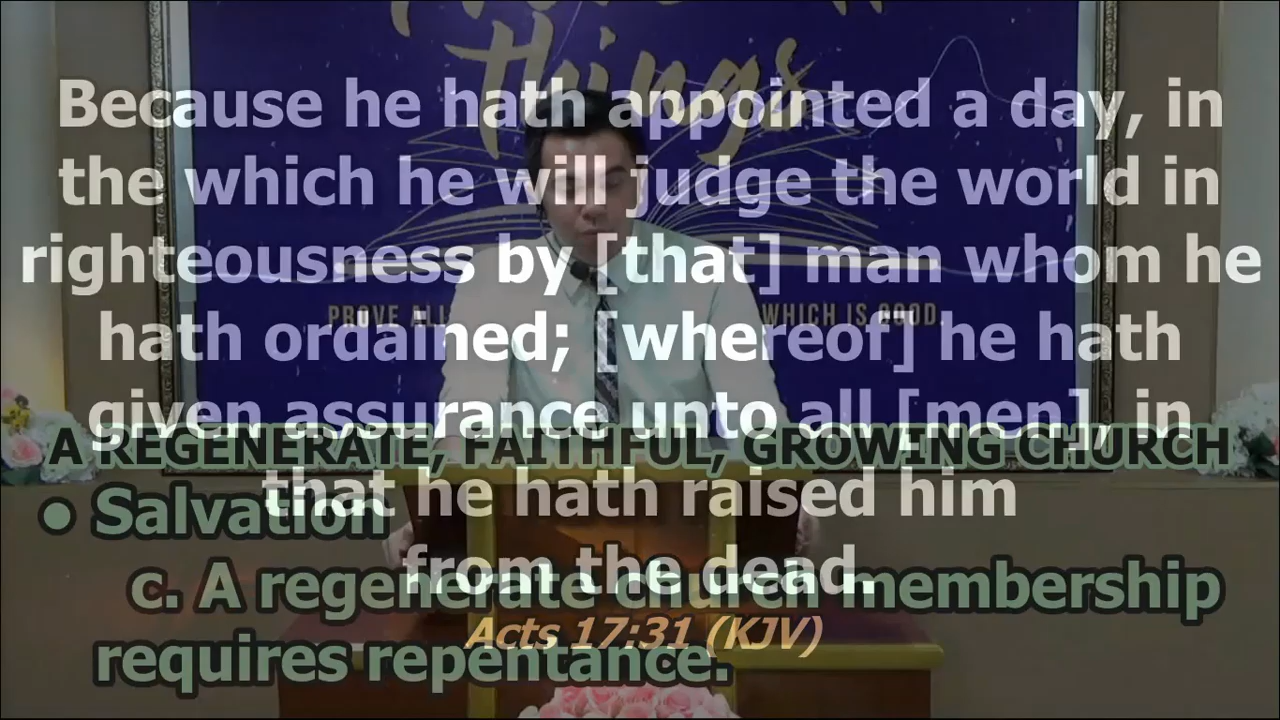 things
Because he hath appointed a day, in
the which he will judge the world in
righteousness by [that] man whom he
hath ordained; [whereof] he hath
given assurance unto all [men], in
that he hath raised him
from the dead.
Acts 17:31 (KJV)
PROVE ALL
WHICH IS GOOD.
A REGENERATE, FAITHFUL, GROWING CHURCH
• Salvation
c. A regenerate church membership
requires repentance.